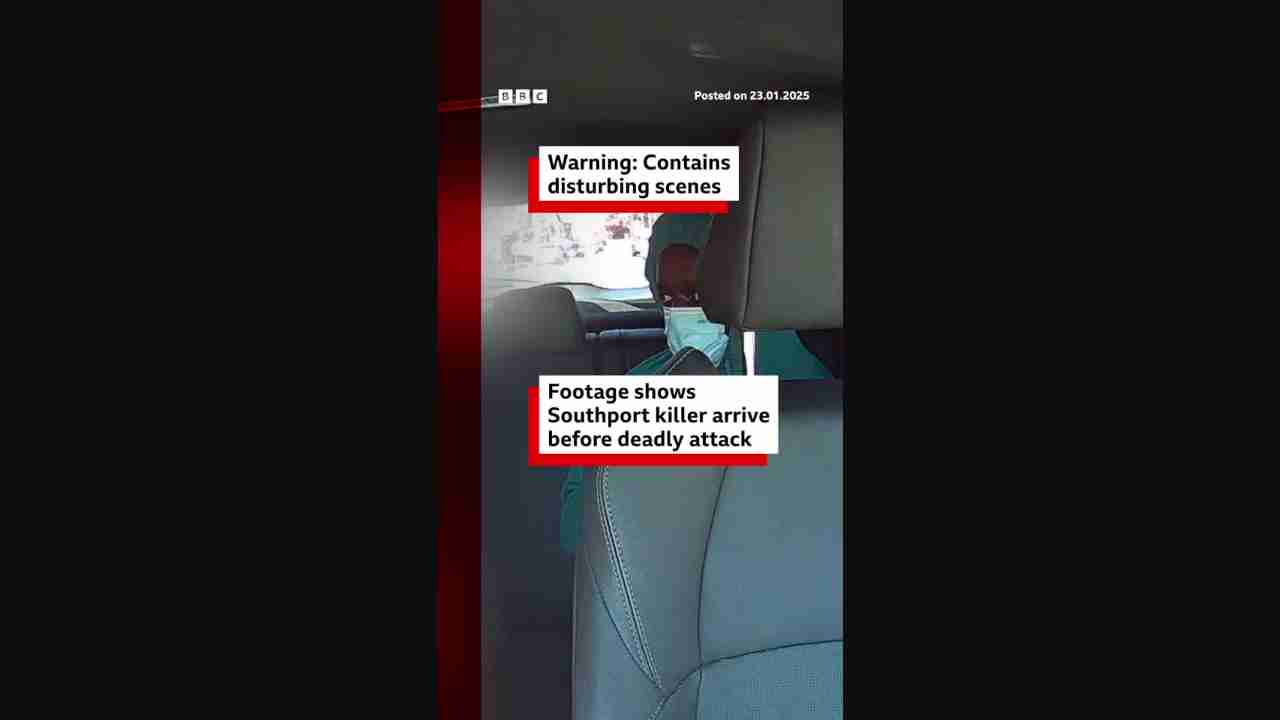 BBC
Posted on 23.01.2025
Warning: Contains
disturbing scenes
Footage shows
Southport killer arrive
before deadly attack